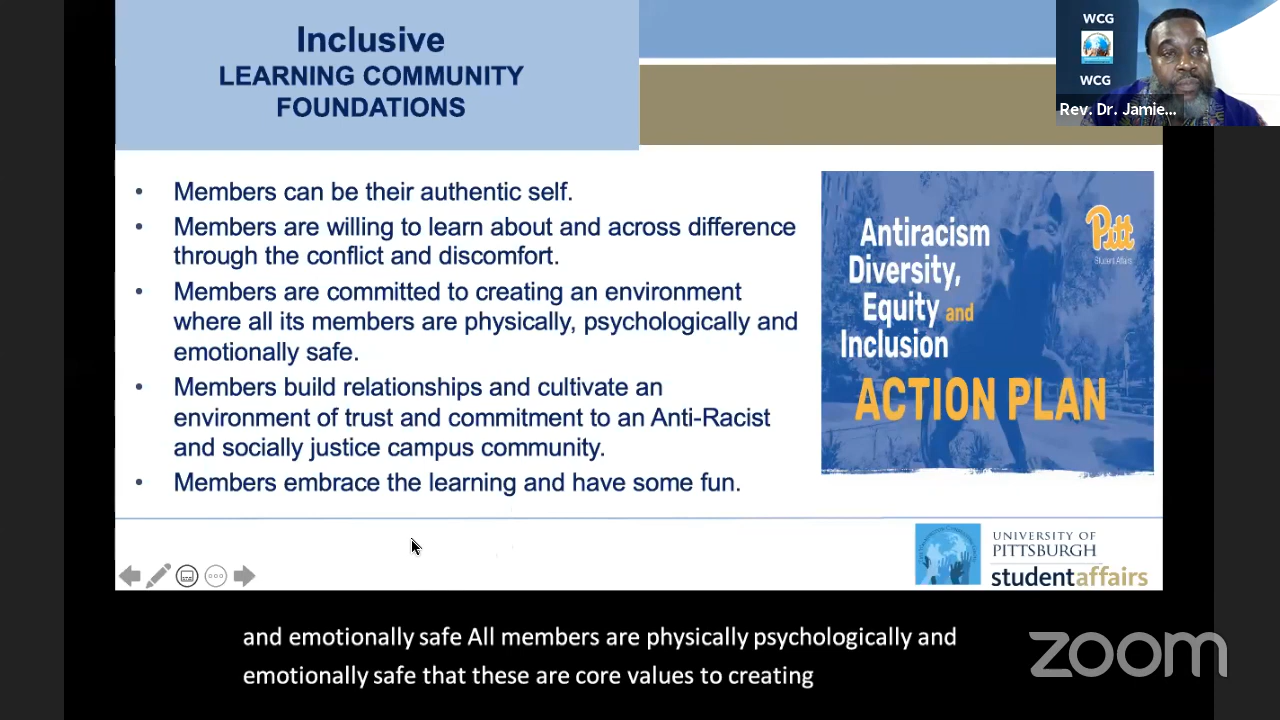 Inclusive
LEARNING COMMUNITY
FOUNDATIONS
WCG
WCG
Rev. Dr. Jamie...
• Members can be their authentic self.
• Members are willing to learn about and across difference
through the conflict and discomfort.
• Members are committed to creating an environment
where all its members are physically, psychologically and
emotionally safe.
• Members build relationships and cultivate an
environment of trust and commitment to an Anti-Racist
and socially justice campus community.
• Members embrace the learning and have some fun.
Antiracism
Diversity,
Equity and
Inclusion
ACTION PLAN
Pitt
Student Affairs
UNIVERSITY OF
PITTSBURGH
studentaffairs
and emotionally safe All members are physically psychologically and
emotionally safe that these are core values to creating
zoom